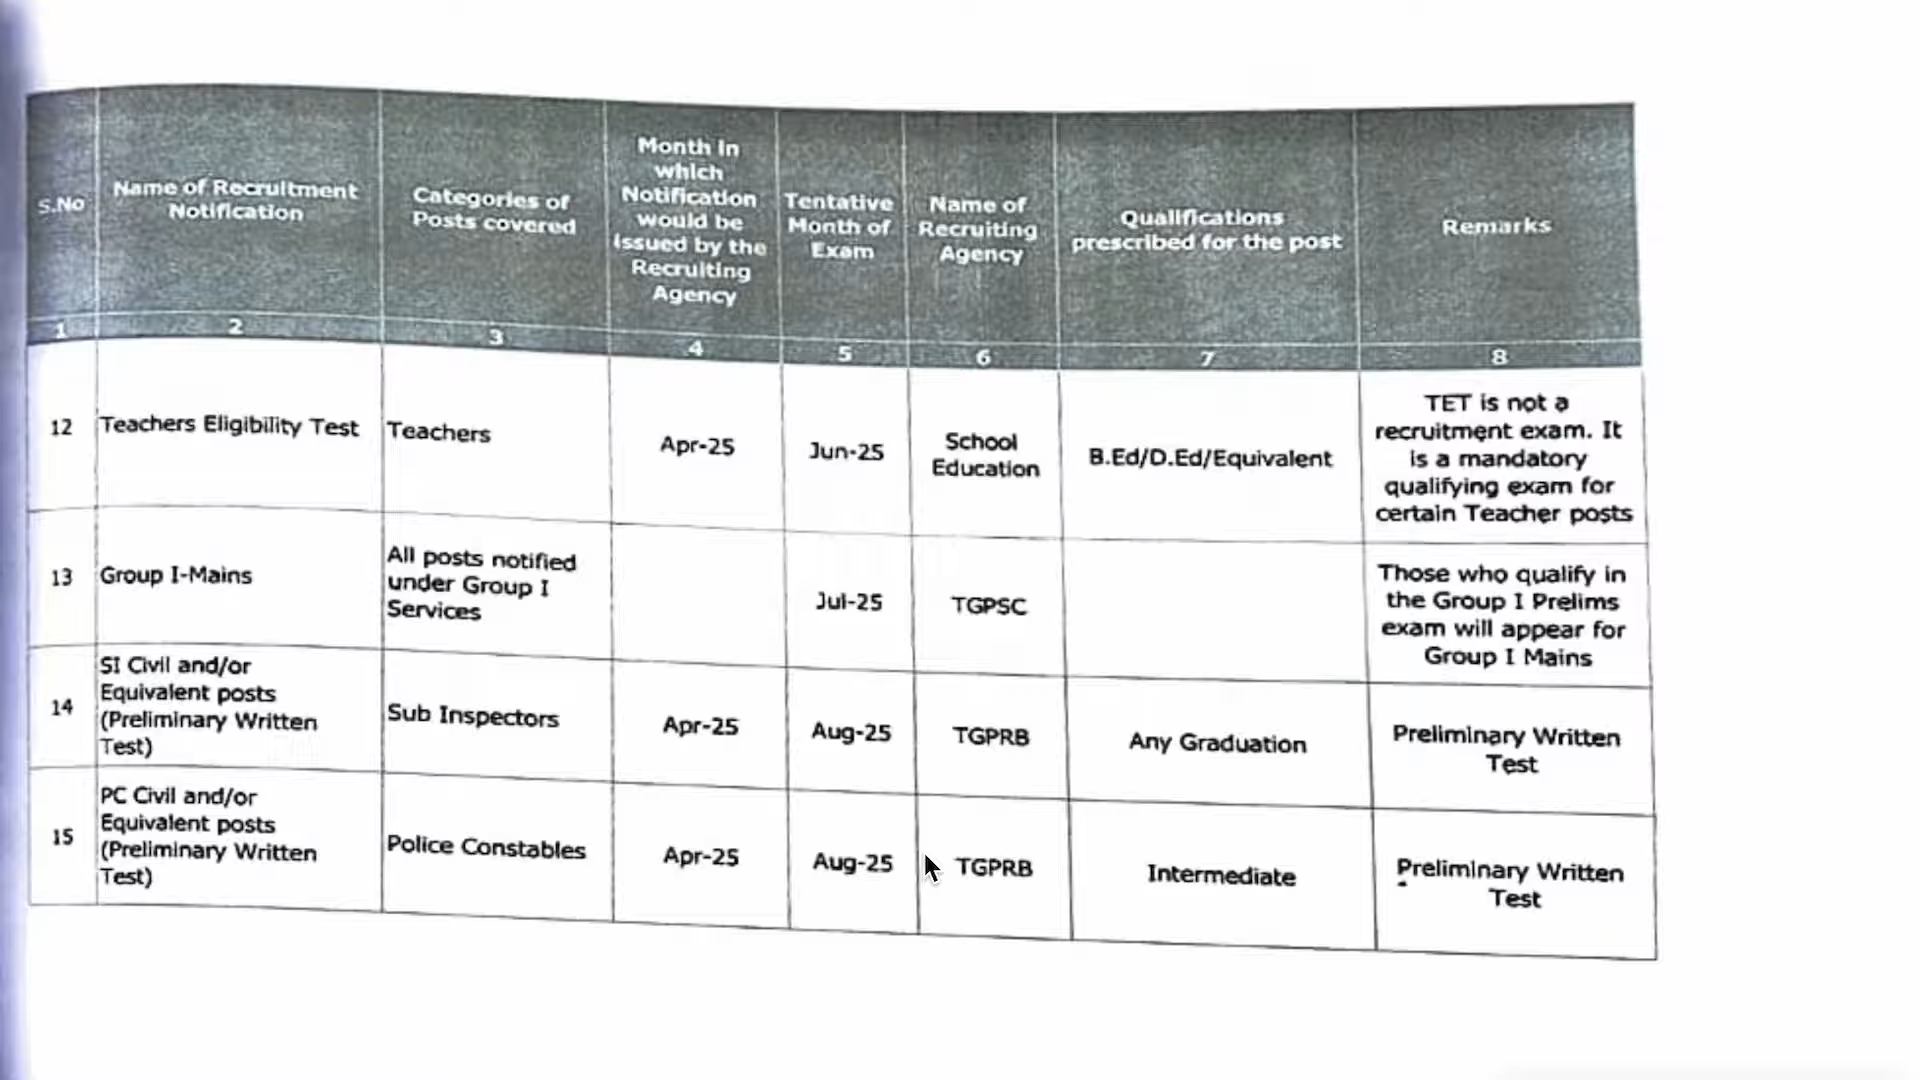 S.No
Name of Recruitment
Notification
Categories of
Posts covered
Month in
which
Notification
would be
issued by the
Recruiting
Agency
Tentative
Month of
Exam
Name of
Recruiting
Agency
Qualifications
prescribed for the post
Remarks
1
2
3
4
5
6
7
8
12
Teachers Eligibility Test
Teachers
Apr-25
Jun-25
School
Education
B.Ed/D.Ed/Equivalent
TET is not a
recruitment exam. It
is a mandatory
qualifying exam for
certain Teacher posts
13
Group I-Mains
All posts notified
under Group I
Services
Jul-25
TGPSC
Those who qualify in
the Group I Prelims
exam will appear for
Group I Mains
14
SI Civil and/or
Equivalent posts
(Preliminary Written
Test)
Sub Inspectors
Apr-25
Aug-25
TGPRB
Any Graduation
Preliminary Written
Test
15
PC Civil and/or
Equivalent posts
(Preliminary Written
Test)
Police Constables
Apr-25
Aug-25
TGPRB
Intermediate
Preliminary Written
Test